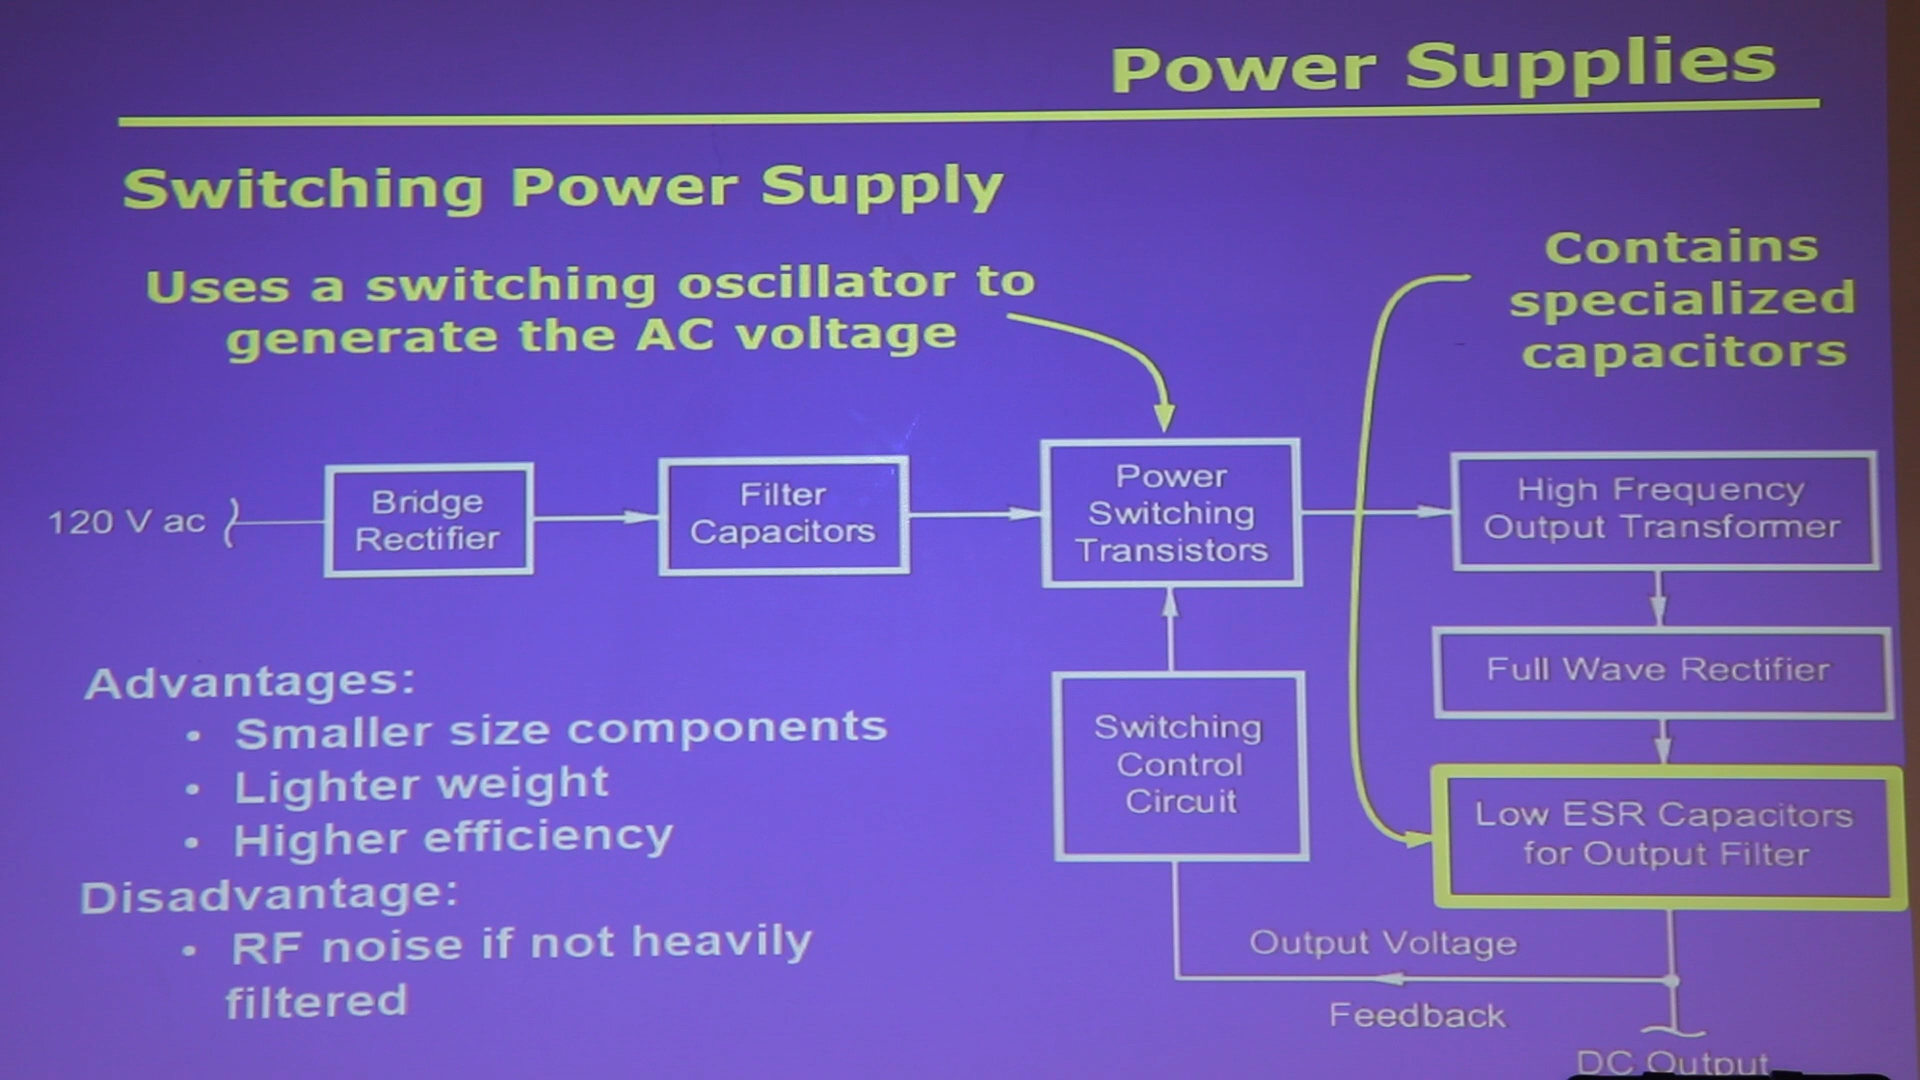 Power Supplies
Switching Power Supply
Uses a switching oscillator to
generate the AC voltage
Contains
specialized
capacitors
120 V ac
Bridge
Rectifier
Filter
Capacitors
Power
Switching
Transistors
High Frequency
Output Transformer
Full Wave Rectifier
Switching
Control
Circuit
Low ESR Capacitors
for Output Filter
Output Voltage
Feedback
DC Output
Advantages:
• Smaller size components
• Lighter weight
• Higher efficiency
Disadvantage:
• RF noise if not heavily
filtered